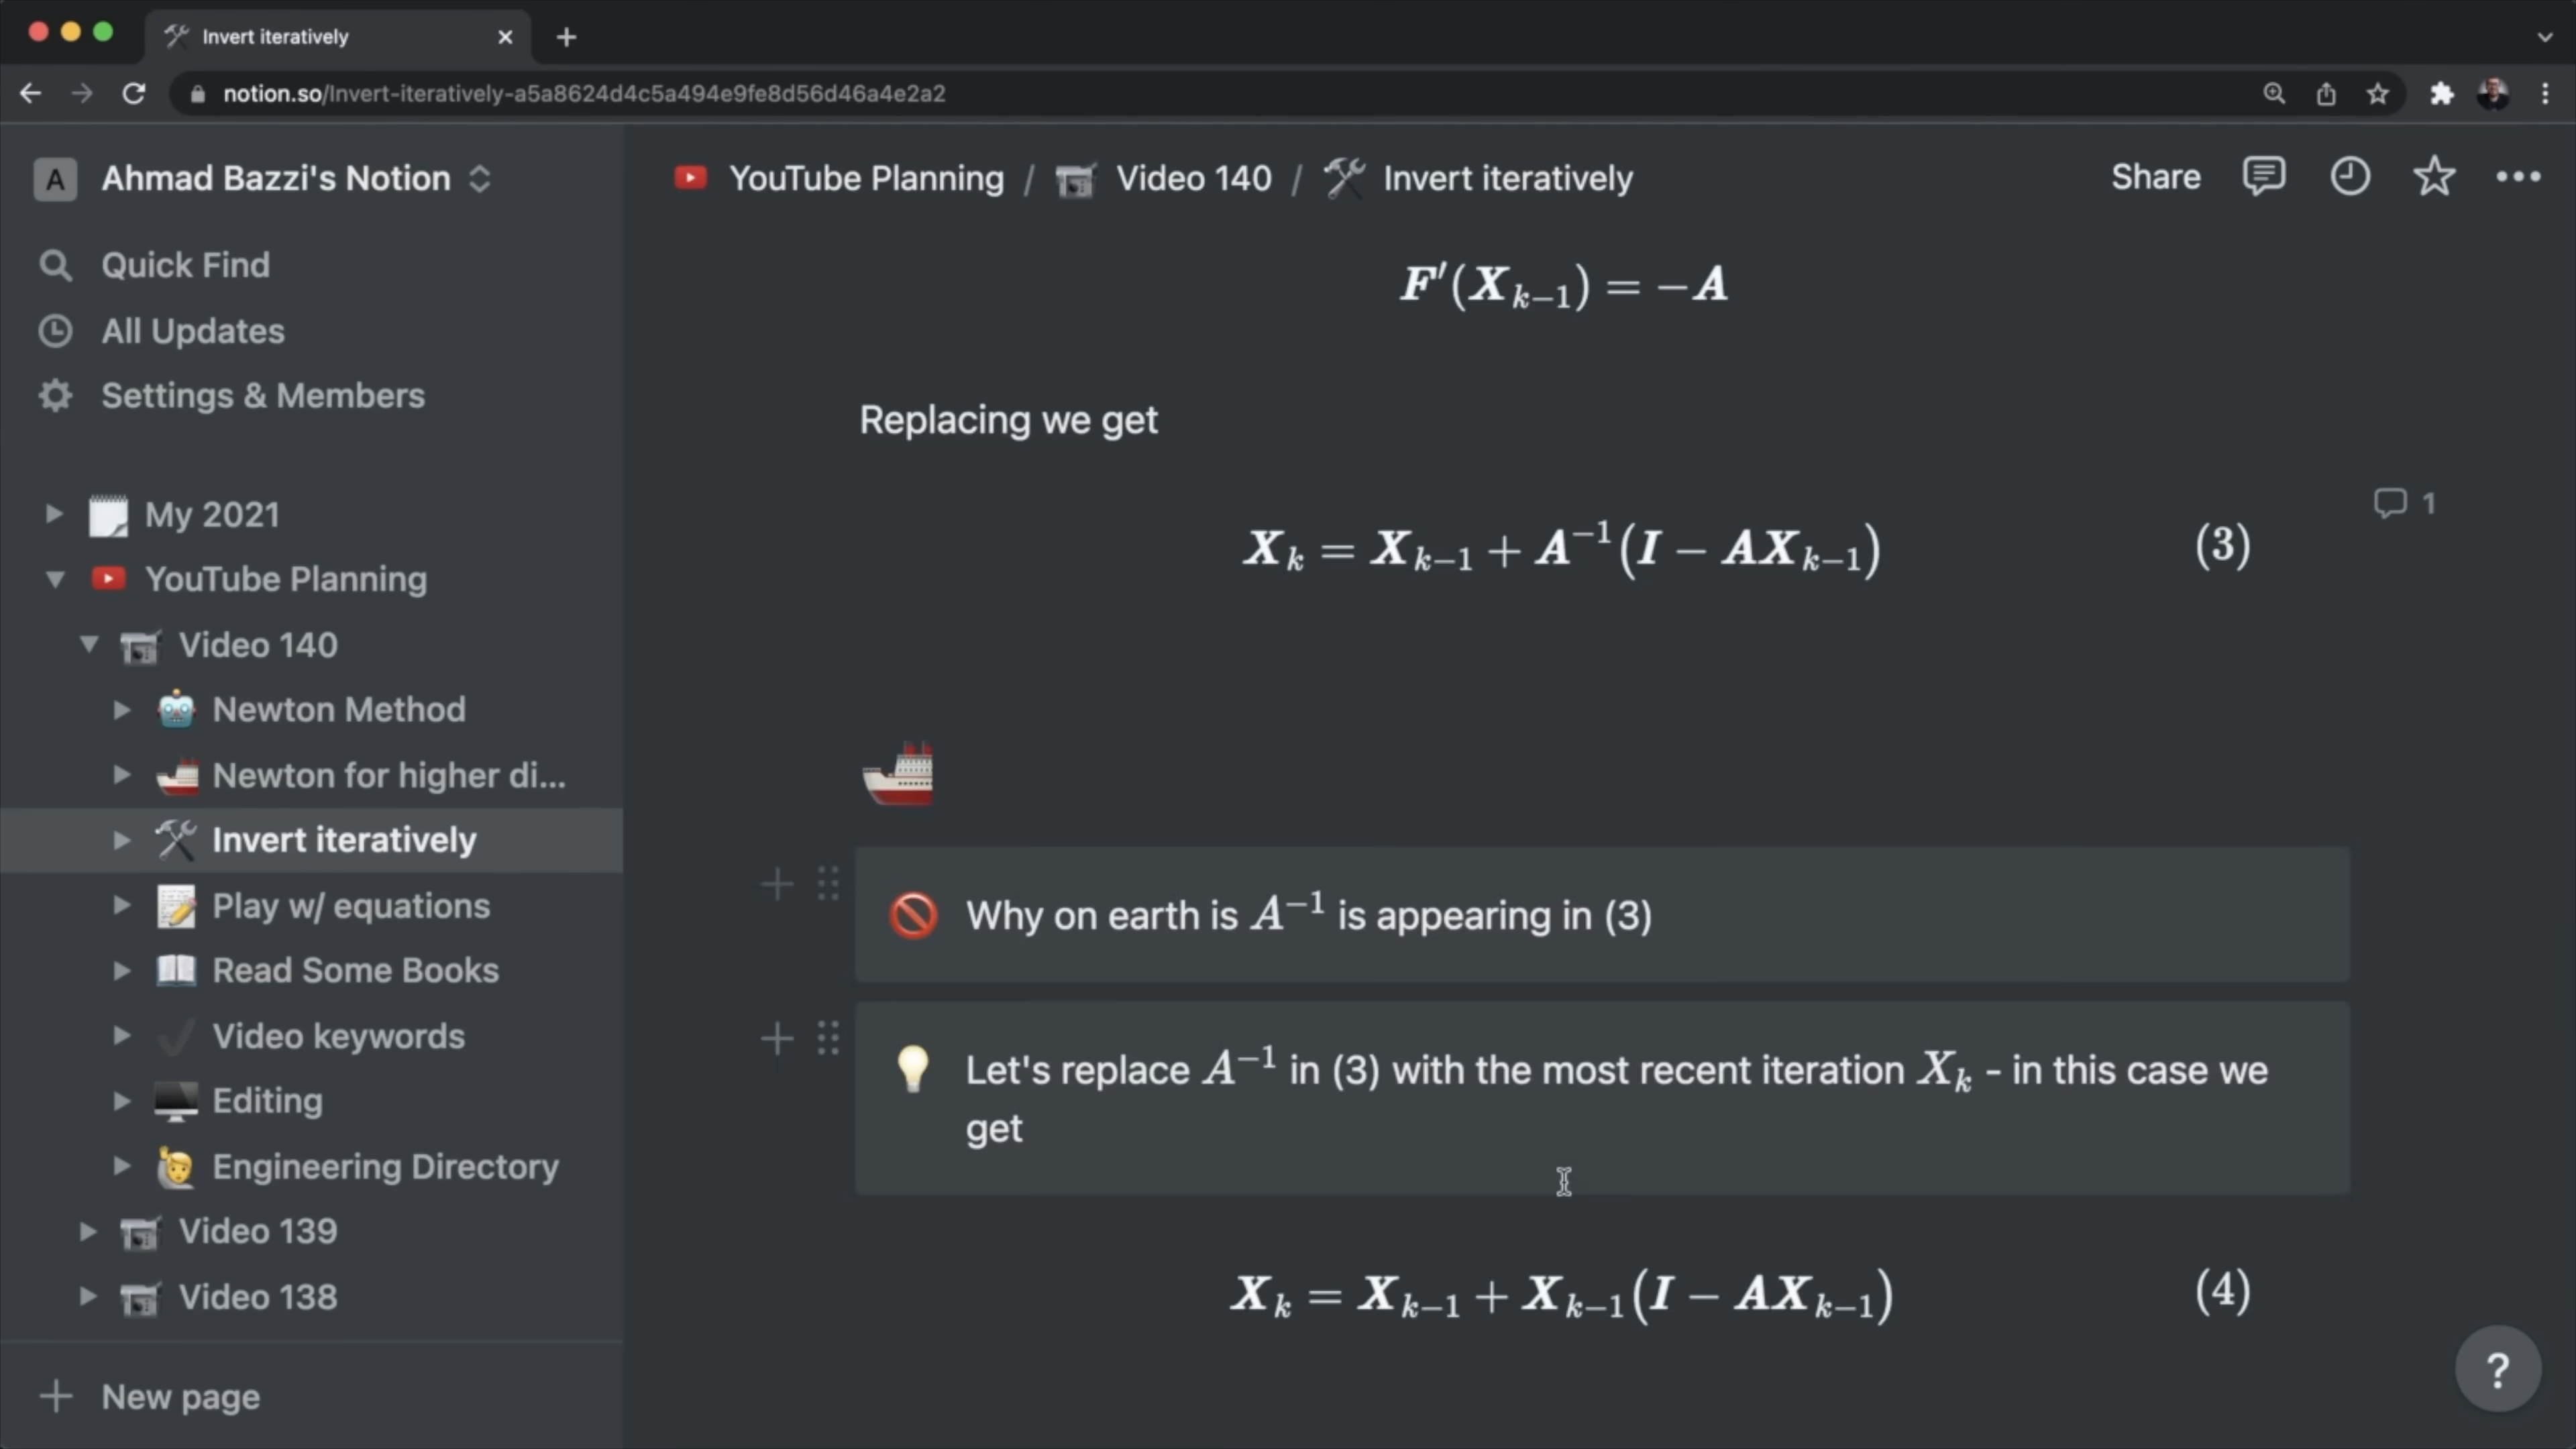 Invert iteratively
notion.so/Invert-iteratively-a5a8624d4c5a494e9fe8d56d46a4e2a2
A Ahmad Bazzi's Notion
Quick Find
All Updates
Settings & Members
My 2021
YouTube Planning
Video 140
Newton Method
Newton for higher di...
Invert iteratively
Play w/ equations
Read Some Books
Video keywords
Editing
Engineering Directory
Video 139
Video 138
New page
YouTube Planning / Video 140 / Invert iteratively
Share
F′(X_{k−1}) = −A
Replacing we get
X_k = X_{k−1} + A^{−1}(I − AX_{k−1}) (3)
1
Why on earth is A^{−1} is appearing in (3)
Let's replace A^{−1} in (3) with the most recent iteration X_k - in this case we
get
X_k = X_{k−1} + X_{k−1}(I − AX_{k−1}) (4)
?